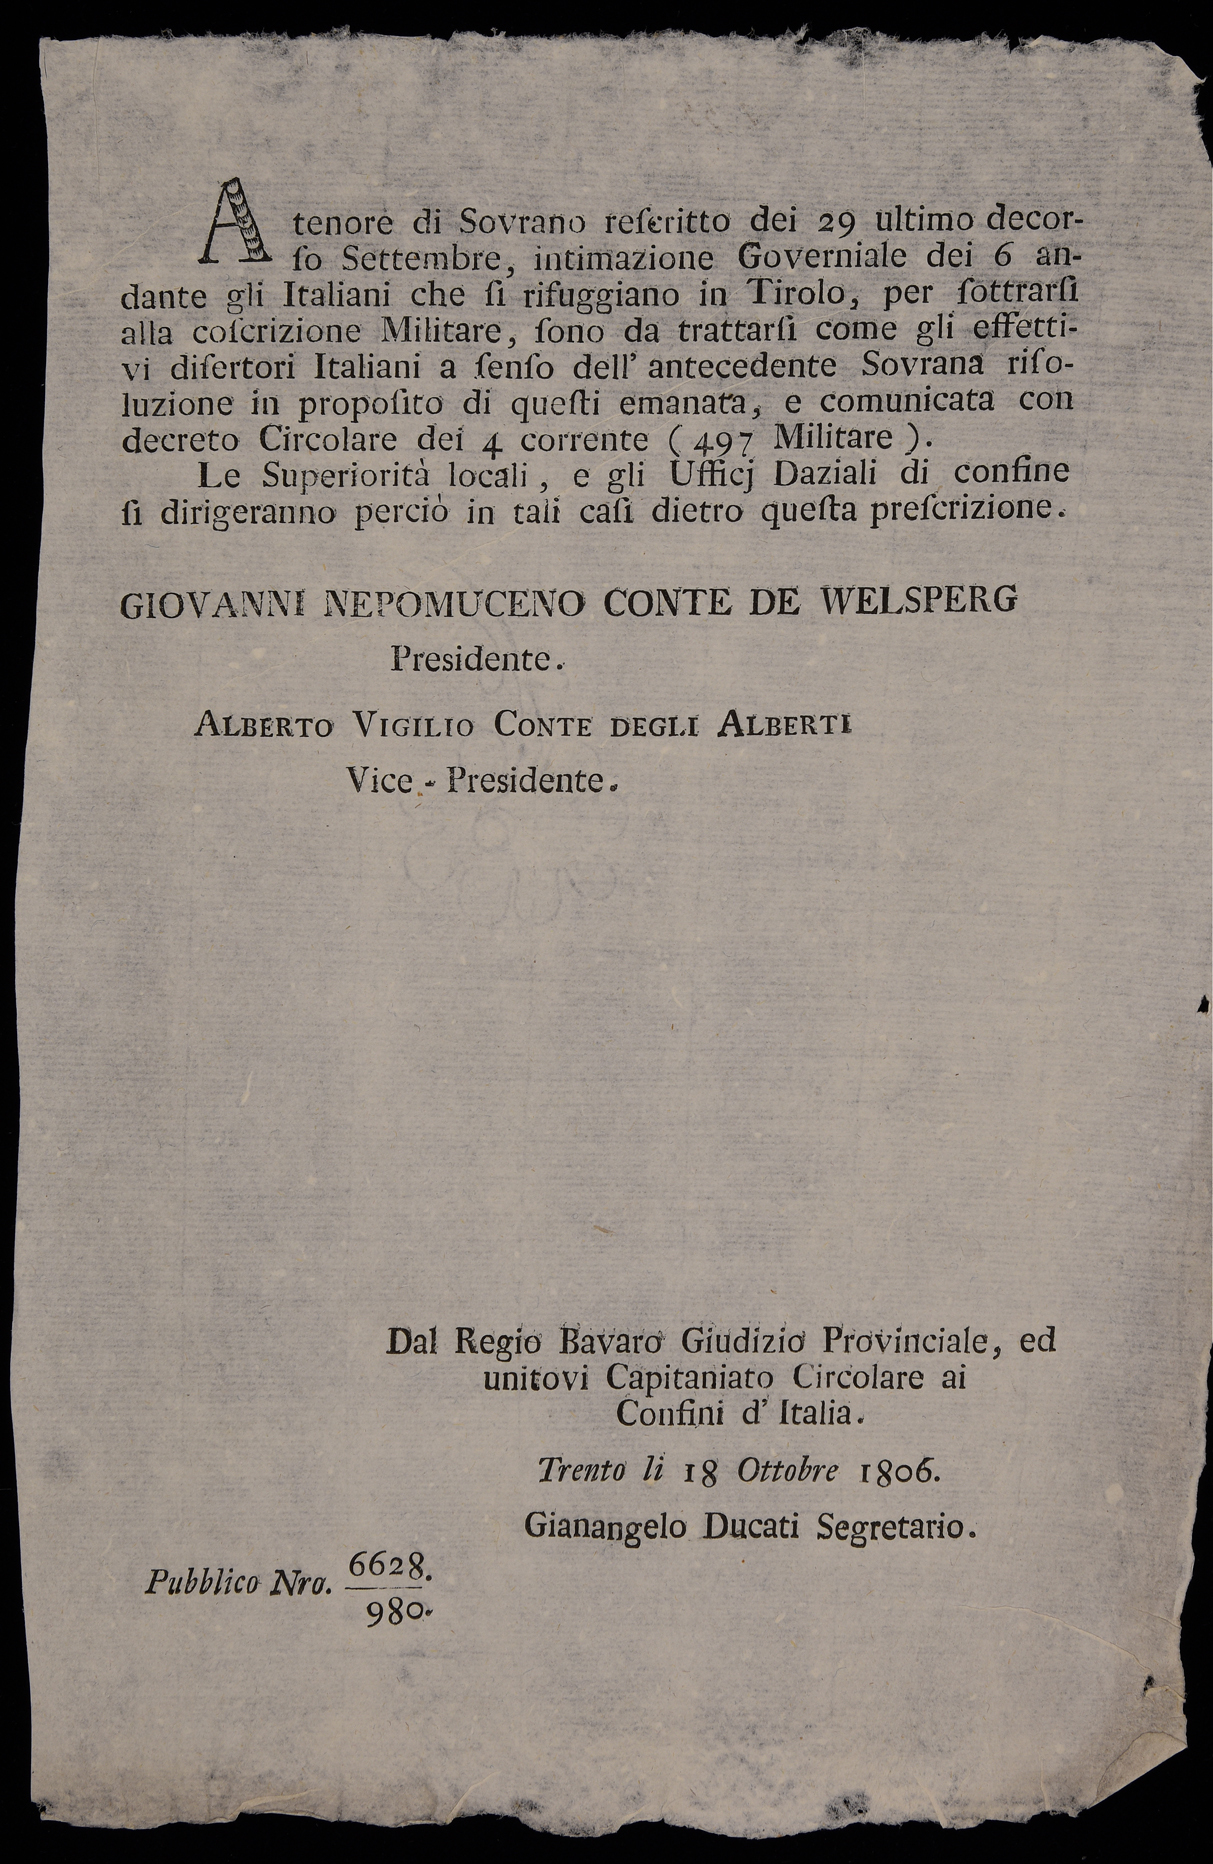 A tenore di Sovrano reſcritto dei 29 ultimo decor-
ſo Settembre, intimazione Governiale dei 6 an-
dante gli Italiani che ſi rifuggiano in Tirolo, per ſottrarſi
alla coſcrizione Militare, ſono da trattarſi come gli effetti-
vi diſertori Italiani a ſenſo dell' antecedente Sovrana riſo-
luzione in propoſito di queſti emanata, e comunicata con
decreto Circolare dei 4 corrente ( 497 Militare ).
Le Superiorità locali, e gli Ufficj Daziali di confine
ſi dirigeranno perciò in tali caſi dietro queſta preſcrizione.
GIOVANNI NEPOMUCENO CONTE DE WELSPERG
Presidente.
ALBERTO VIGILIO CONTE DEGLI ALBERTI
Vice - Presidente.
Dal Regio Bavaro Giudizio Provinciale, ed
unitovi Capitaniato Circolare ai
Confini d' Italia.
Trento li 18 Ottobre 1806.
Gianangelo Ducati Segretario.
Pubblico Nro. 6628.
980.